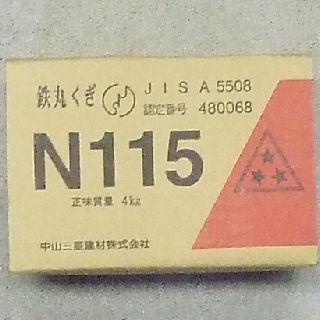 鉄丸くぎ JIS A 5508
認定番号 480068
N115
正味質量 4kg
中山三星建材株式会社